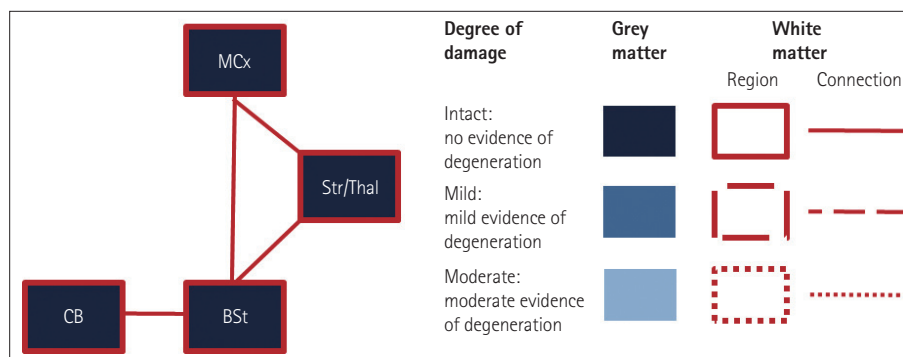 MCx
Str/Thal
CB
BSt
Degree of
damage
Grey
matter
White
matter
Region
Connection
Intact:
no evidence of
degeneration
Mild:
mild evidence of
degeneration
Moderate:
moderate evidence
of degeneration